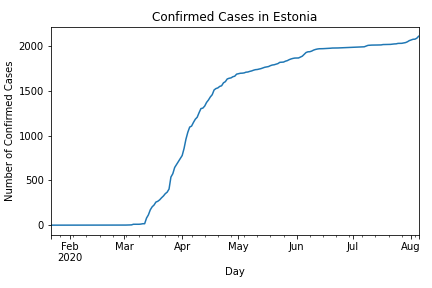 Confirmed Cases in Estonia
Number of Confirmed Cases
2000
1500
1000
500
0
Feb
2020
Mar
Apr
May
Jun
Jul
Aug
Day